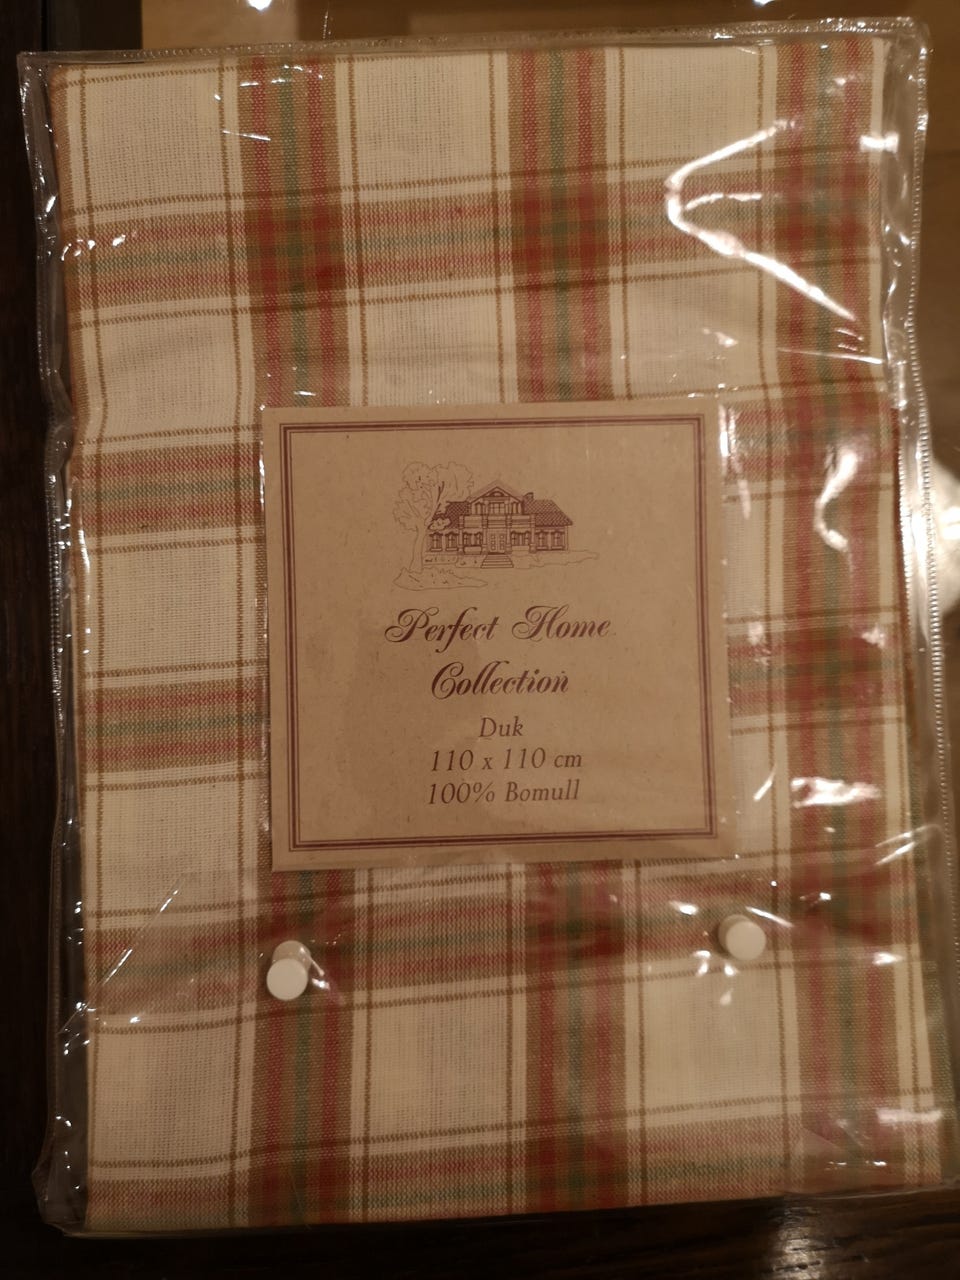 Perfect Home
Collection
Duk
110 x 110 cm
100% Bomull